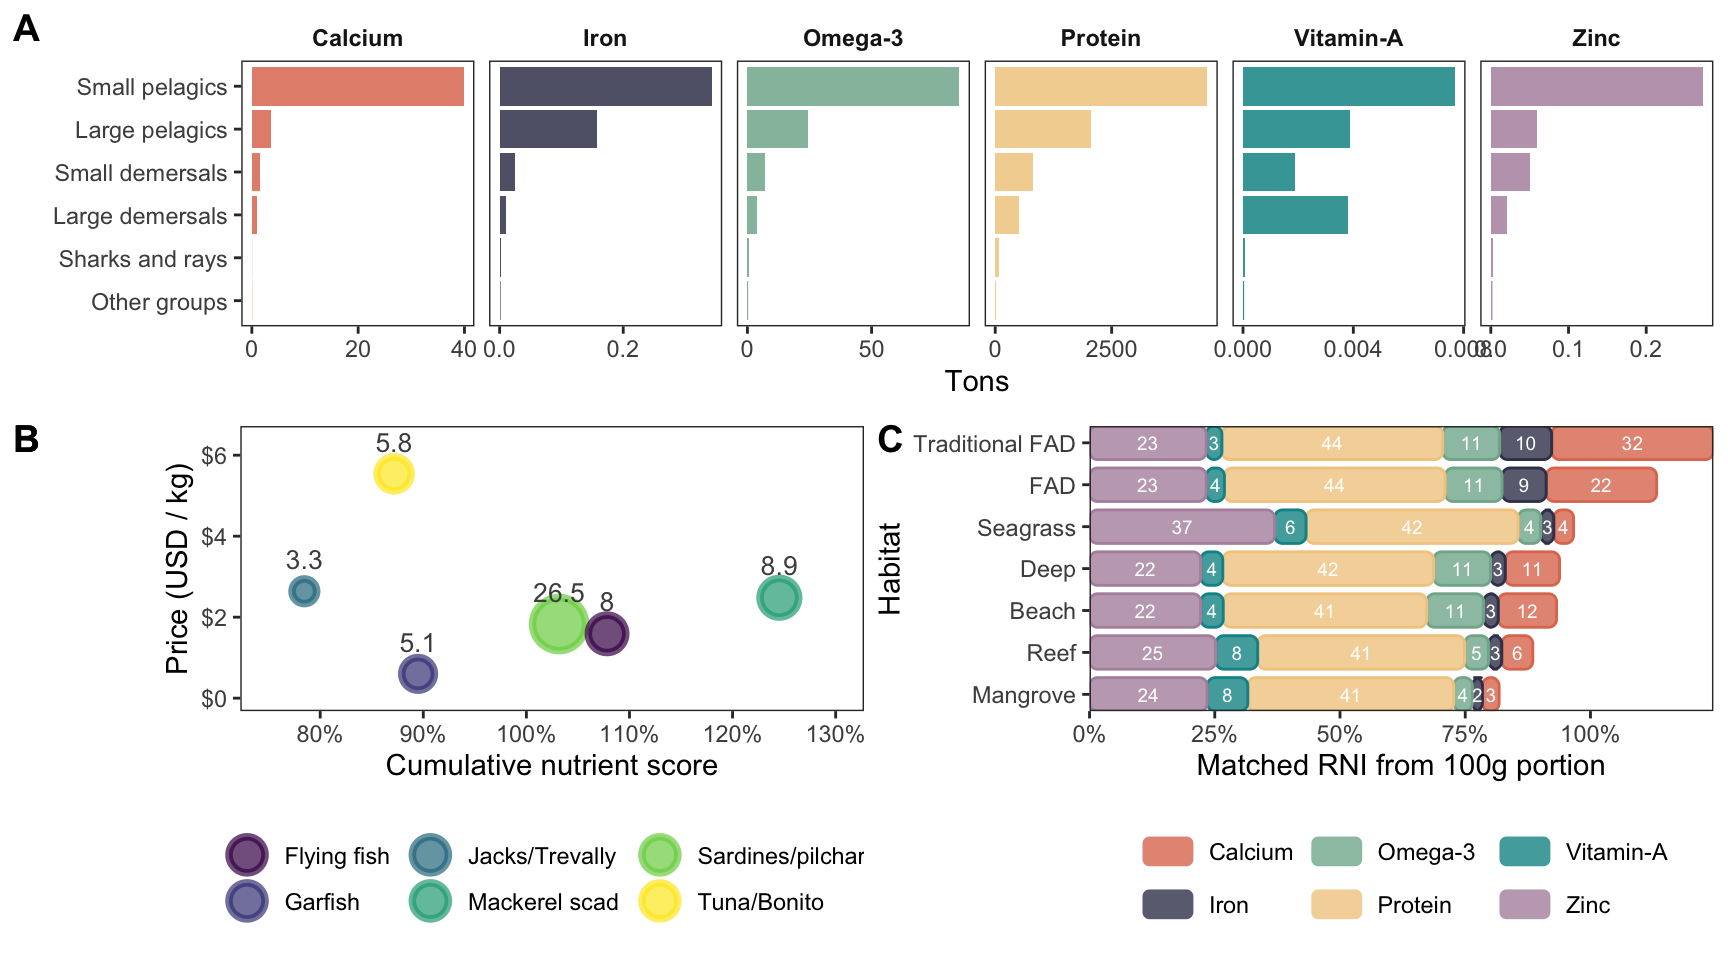 A
Calcium Iron Omega-3 Protein Vitamin-A Zinc
Small pelagics
Large pelagics
Small demersals
Large demersals
Sharks and rays
Other groups
0 20 40 0.0 0.2 0 50 0 2500 0.000 0.004 0.008 0.0 0.1 0.2
Tons
B
Price (USD / kg)
$6
$4
$2
$0
5.8
3.3
26.5
8
8.9
5.1
80% 90% 100% 110% 120% 130%
Cumulative nutrient score
Flying fish Jacks/Trevally Sardines/pilchar
Garfish Mackerel scad Tuna/Bonito
C
Habitat
Traditional FAD 23 3 44 11 10 32
FAD 23 4 44 11 9 22
Seagrass 37 6 42 4 3 4
Deep 22 4 42 11 3 11
Beach 22 4 41 11 3 12
Reef 25 8 41 5 3 6
Mangrove 24 8 41 4 2 3
0% 25% 50% 75% 100%
Matched RNI from 100g portion
Calcium Omega-3 Vitamin-A
Iron Protein Zinc